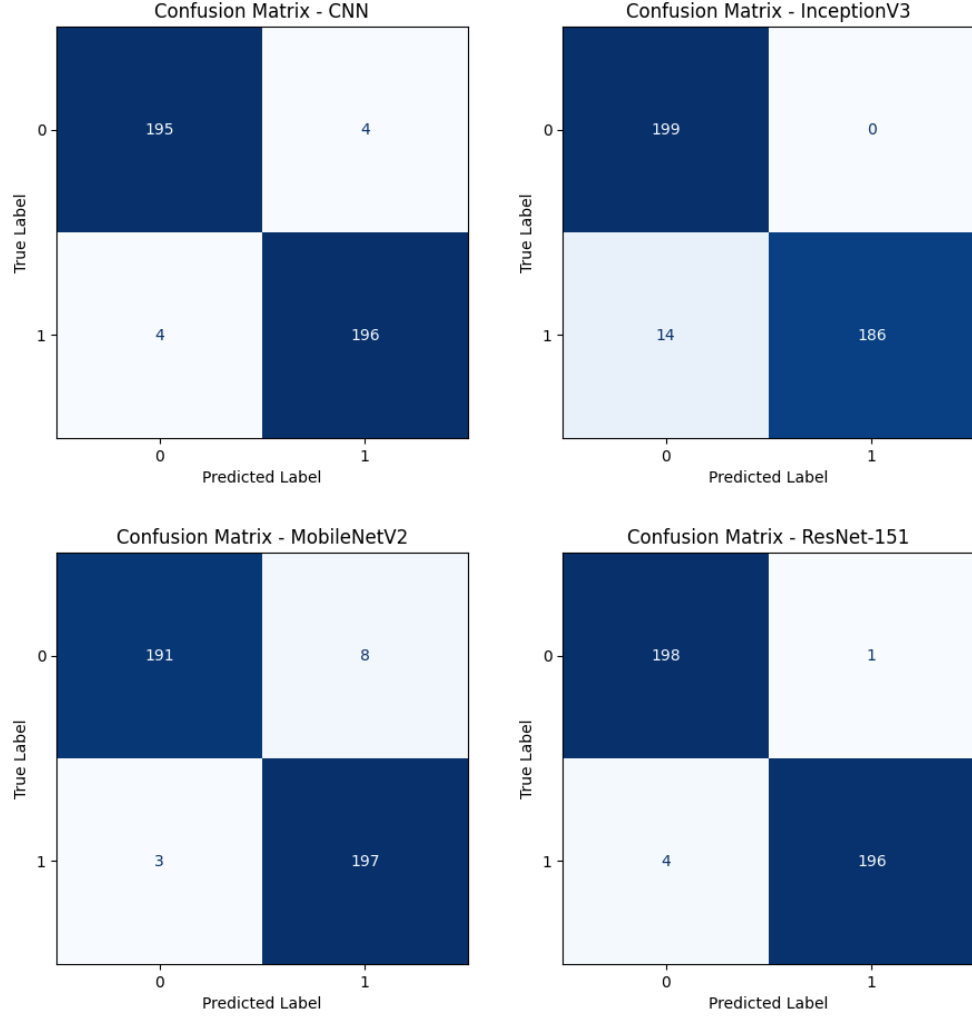 Confusion Matrix - CNN
True Label
0
195
4
1
4
196
0
1
Predicted Label
Confusion Matrix - InceptionV3
True Label
0
199
0
1
14
186
0
1
Predicted Label
Confusion Matrix - MobileNetV2
True Label
0
191
8
1
3
197
0
1
Predicted Label
Confusion Matrix - ResNet-151
True Label
0
198
1
1
4
196
0
1
Predicted Label